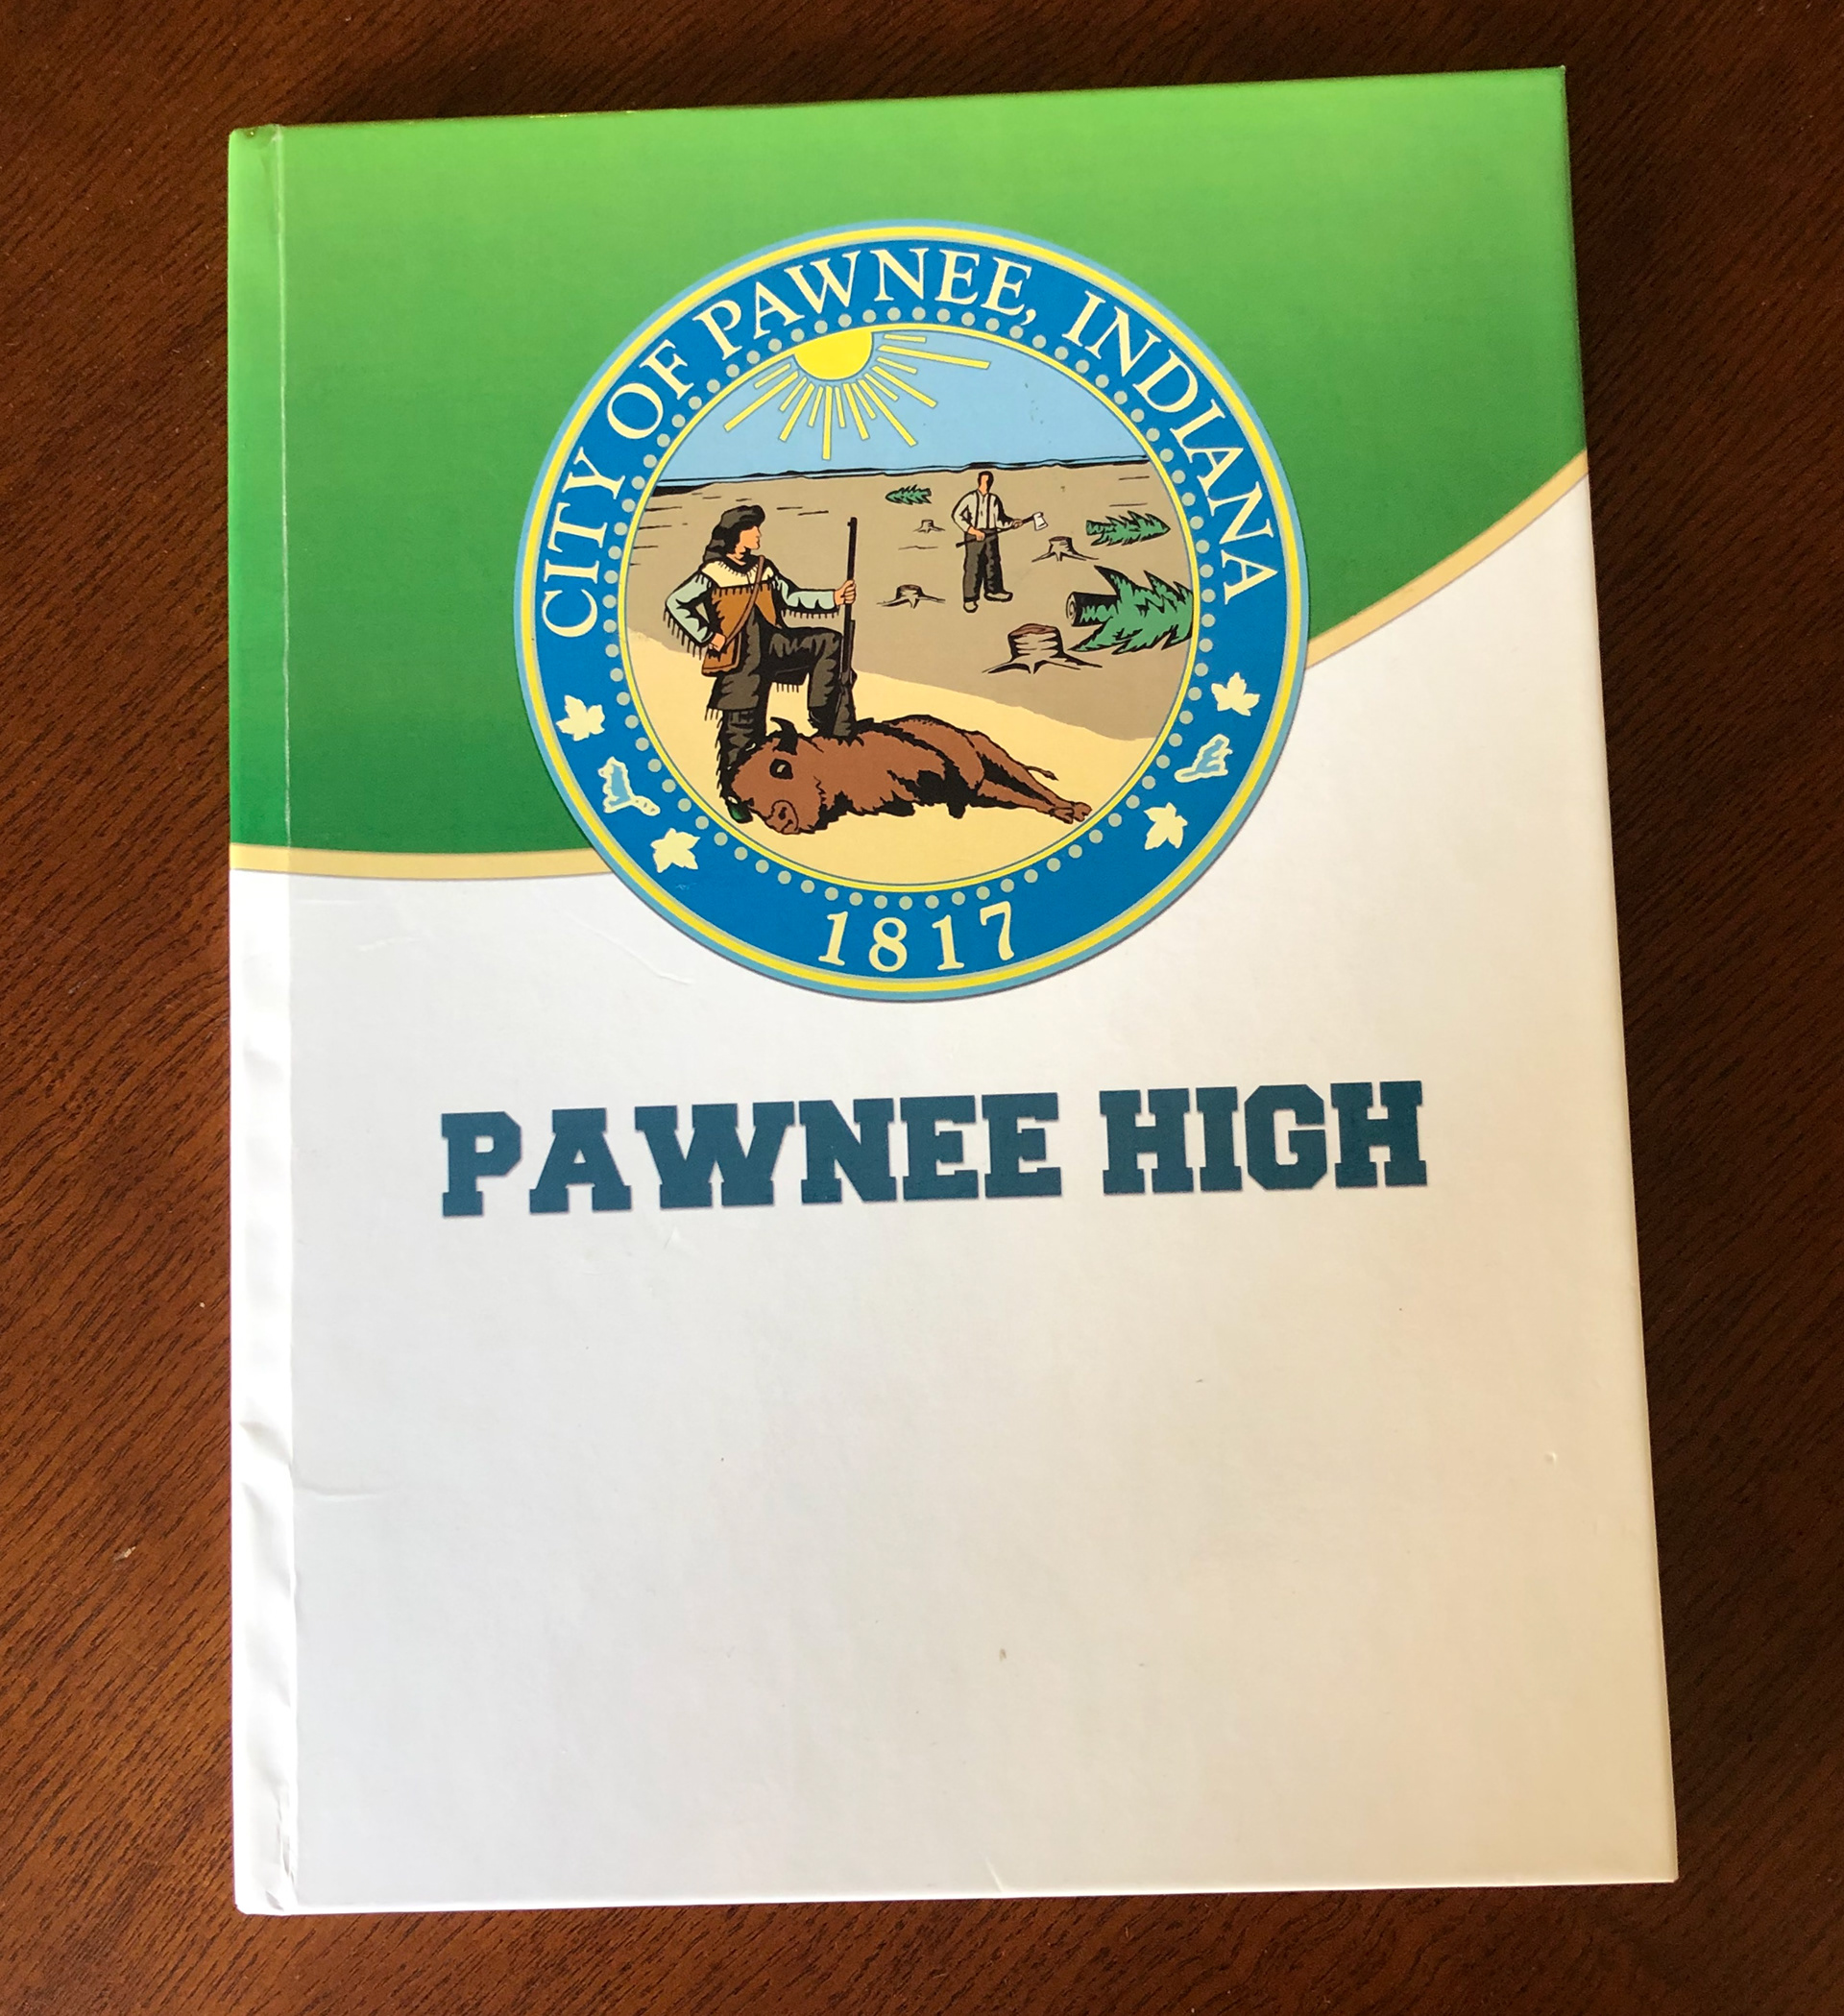 CITY OF PAWNEE, INDIANA
1817
PAWNEE HIGH